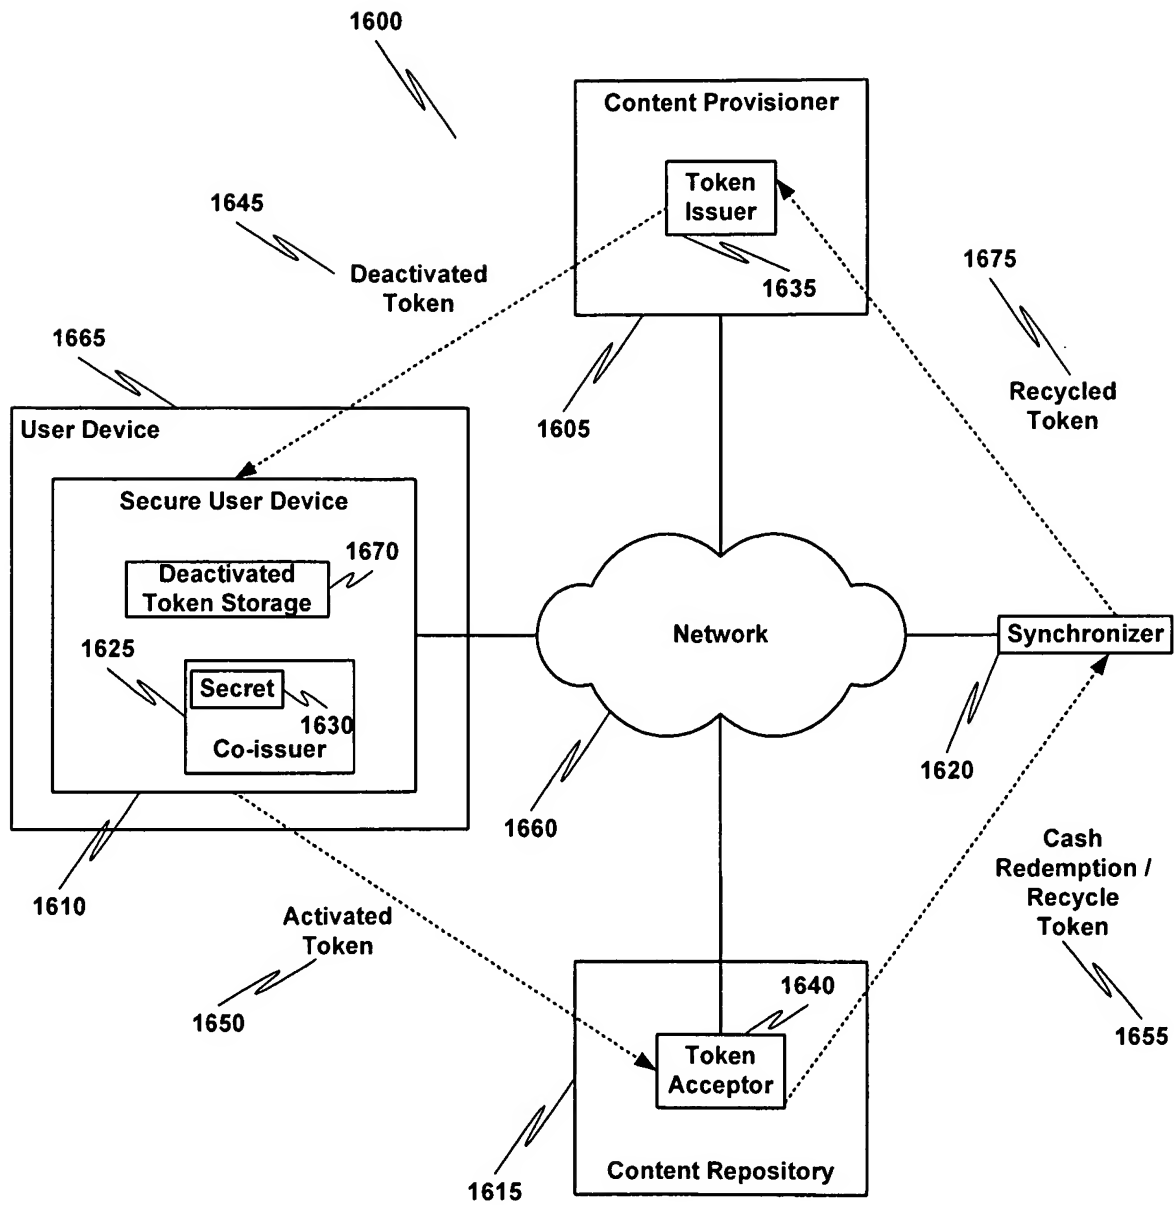 1600
Content Provisioner
Token
Issuer
1635
1645
Deactivated
Token
1675
Recycled
Token
1665
1605
User Device
Secure User Device
1670
Deactivated
Token Storage
1625
Secret
1630
Co-issuer
Network
Synchronizer
1620
1660
1610
Cash
Redemption /
Recycle
Token
Activated
Token
1650
1640
Token
Acceptor
1655
Content Repository
1615